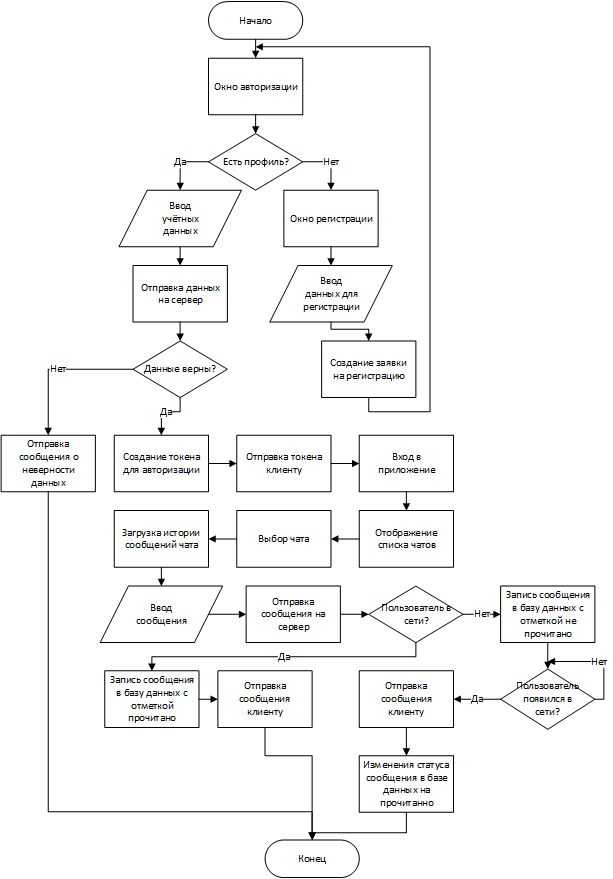 Начало
Окно авторизации
Есть профиль?
Да
Нет
Ввод
учётных
данных
Окно регистрации
Отправка данных
на сервер
Ввод
данных для
регистрации
Данные верны?
Нет
Создание заявки
на регистрацию
Да
Отправка
сообщения о
неверности
данных
Создание токена
для авторизации
Отправка токена
клиенту
Вход в
приложение
Загрузка истории
сообщений чата
Выбор чата
Отображение
списка чатов
Ввод
сообщения
Отправка
сообщения на
сервер
Пользователь в
сети?
Нет
Запись сообщения
в базу данных с
отметкой не
прочитано
Да
Нет
Запись сообщения
в базу данных с
отметкой
прочитано
Отправка
сообщения
клиенту
Отправка
сообщения
клиенту
Да
Пользователь
появился в
сети?
Изменения статуса
сообщения в базе
данных на
прочитанно
Конец